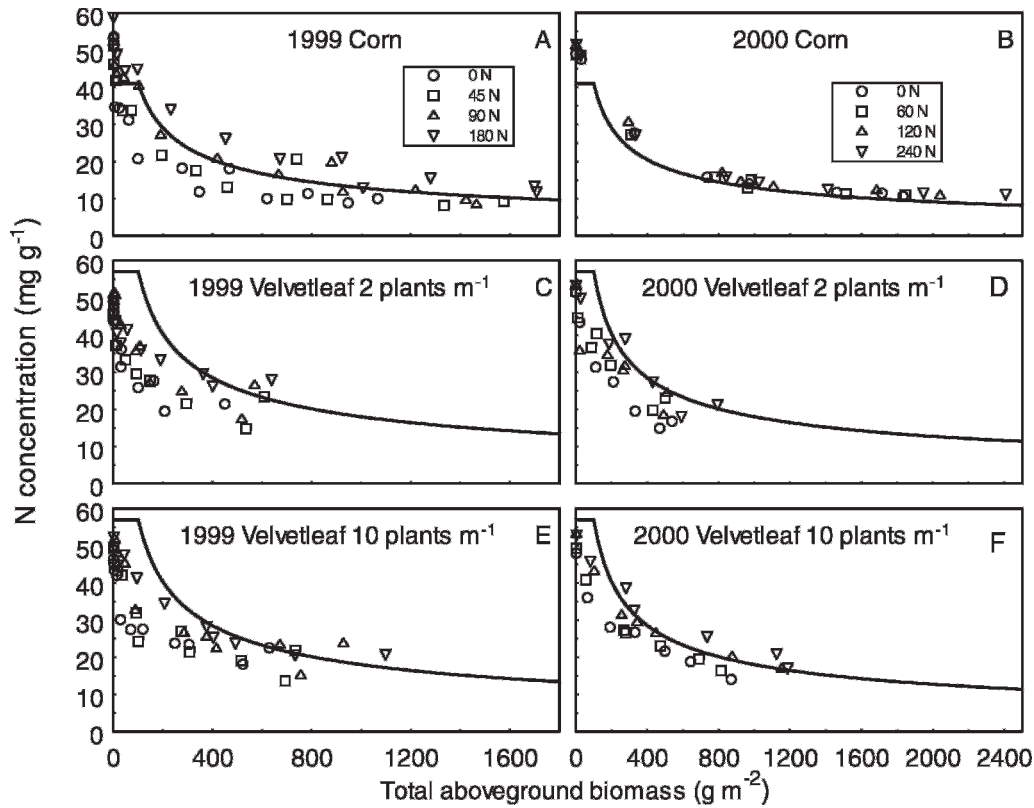 1999 Corn A
60
50
40
30
20
10
0
0 N
45 N
90 N
180 N
2000 Corn B
0 N
60 N
120 N
240 N
N concentration (mg g⁻¹)
1999 Velvetleaf 2 plants m⁻¹ C
60
50
40
30
20
10
0
2000 Velvetleaf 2 plants m⁻¹ D
1999 Velvetleaf 10 plants m⁻¹ E
60
50
40
30
20
10
0
2000 Velvetleaf 10 plants m⁻¹ F
0 400 800 1200 1600 0 400 800 1200 1600 2000 2400
Total aboveground biomass (g m⁻²)